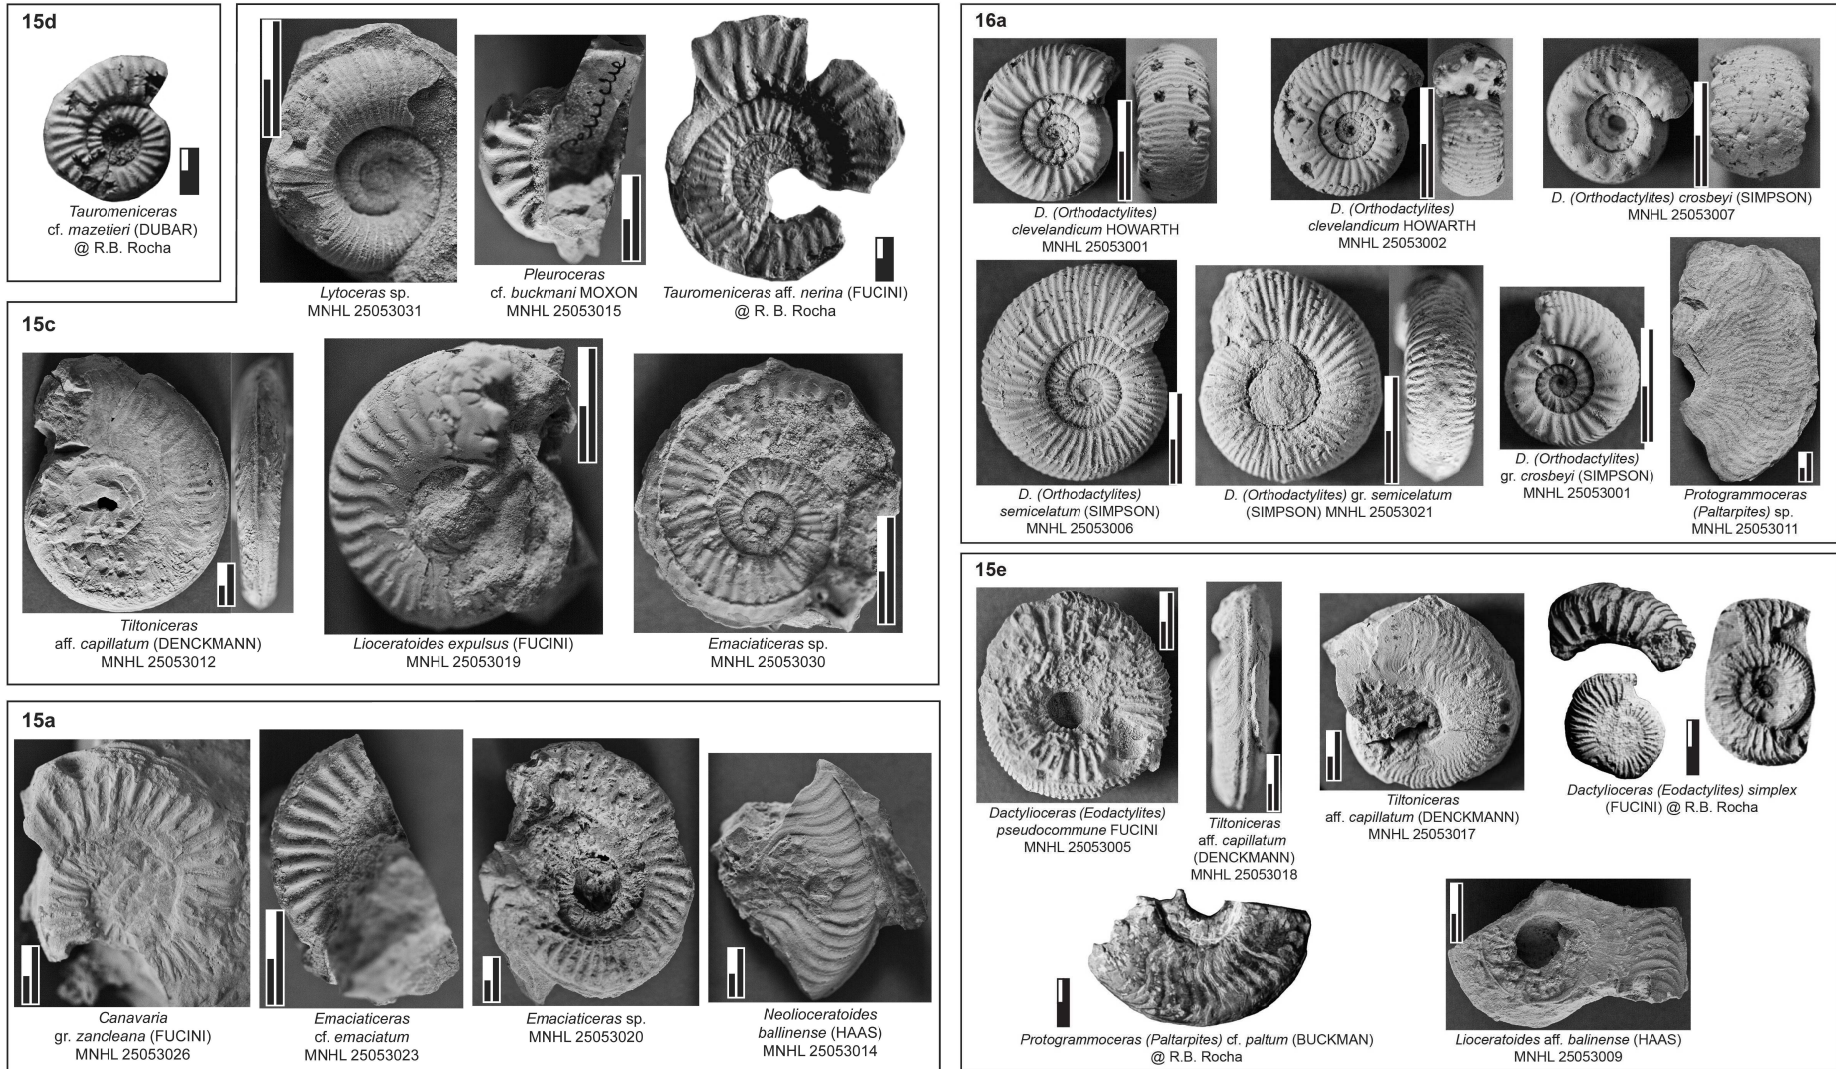 15d
Tauromeniceras
cf. mazetieri (DUBAR)
@ R.B. Rocha
Lytoceras sp.
MNHL 25053031
Pleuroceras
cf. buckmani MOXON
MNHL 25053015
Tauromeniceras aff. nerina (FUCINI)
@ R. B. Rocha
15c
Tiltoniceras
aff. capillatum (DENCKMANN)
MNHL 25053012
Lioceratoides expulsus (FUCINI)
MNHL 25053019
Emaciaticeras sp.
MNHL 25053030
15a
Canavaria
gr. zancleana (FUCINI)
MNHL 25053026
Emaciaticeras
cf. emaciatum
MNHL 25053023
Emaciaticeras sp.
MNHL 25053020
Neolioceratoides
ballinense (HAAS)
MNHL 25053014
16a
D. (Orthodactylites)
clevelandicum HOWARTH
MNHL 25053001
D. (Orthodactylites)
clevelandicum HOWARTH
MNHL 25053002
D. (Orthodactylites) crosbeyi (SIMPSON)
MNHL 25053007
D. (Orthodactylites)
semicelatum (SIMPSON)
MNHL 25053006
D. (Orthodactylites) gr. semicelatum
(SIMPSON) MNHL 25053021
D. (Orthodactylites)
gr. crosbeyi (SIMPSON)
MNHL 25053001
Protogrammoceras
(Paltarpites) sp.
MNHL 25053011
15e
Dactylioceras (Eodactylites)
pseudocommune FUCINI
MNHL 25053005
Tiltoniceras
aff. capillatum
(DENCKMANN)
MNHL 25053018
Tiltoniceras
aff. capillatum (DENCKMANN)
MNHL 25053017
Dactylioceras (Eodactylites) simplex
(FUCINI) @ R.B. Rocha
Protogrammoceras (Paltarpites) cf. paltum (BUCKMAN)
@ R.B. Rocha
Lioceratoides aff. balinense (HAAS)
MNHL 25053009